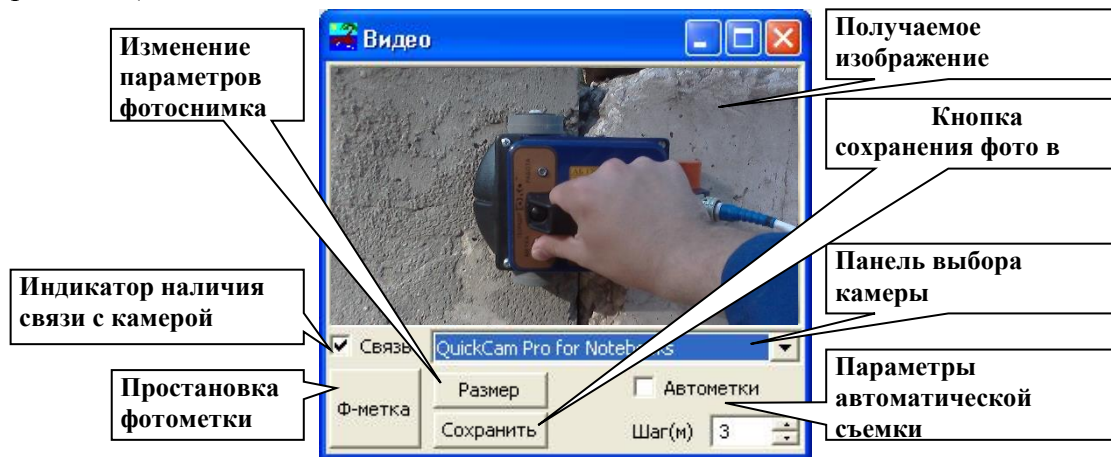 Изменение
параметров
фотоснимка
Видео
Получаемое
изображение
Кнопка
сохранения фото в
Панель выбора
камеры
Индикатор наличия
связи с камерой
Связь
QuickCam Pro for Notebooks
Простановка
фотометки
Ф-метка
Размер
Сохранить
Автометки
Шаг(м) 3
Параметры
автоматической
съемки